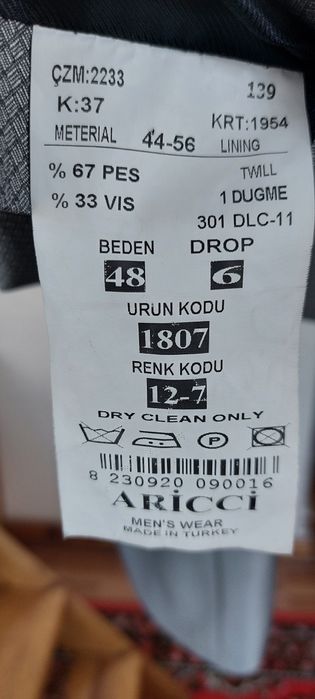 ÇZM:2233 139
K:37 KRT:1954
METERIAL 44-56 LINING
% 67 PES TWILL
% 33 VIS 1 DUGME
301 DLC-11
BEDEN DROP
48 6
URUN KODU
1807
RENK KODU
12-7
DRY CLEAN ONLY
P
8 230920 090016
ARİCCİ
MEN'S WEAR
MADE IN TURKEY